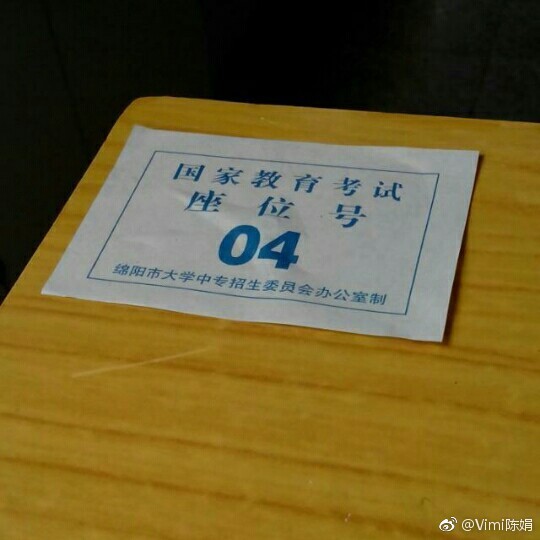 国家教育考试
座位号
04
绵阳市大学中专招生委员会办公室制
@Vimi陈娟